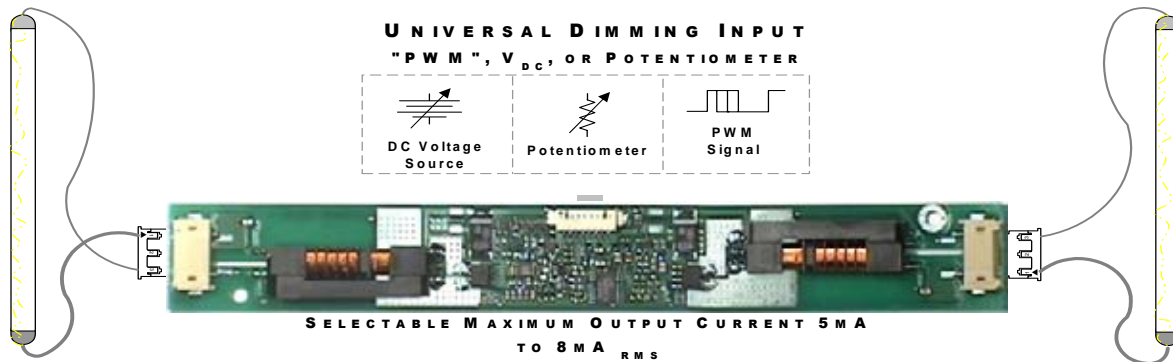 UNIVERSAL DIMMING INPUT
"PWM", VDC, OR POTENTIOMETER
DC Voltage
Source
Potentiometer
PWM
Signal
SELECTABLE MAXIMUM OUTPUT CURRENT 5MA
TO 8MA RMS